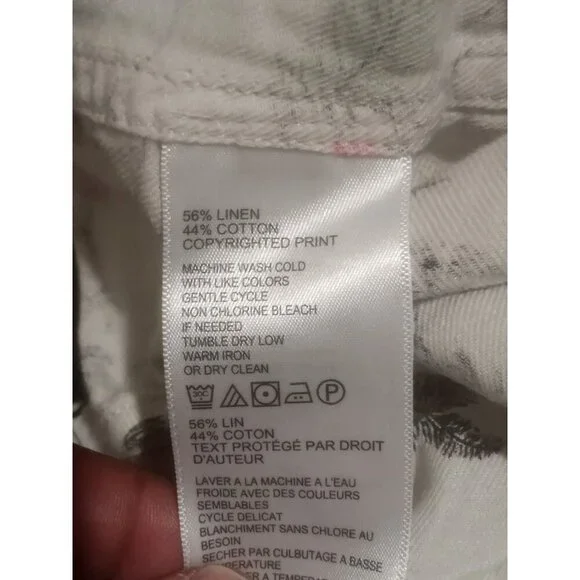 56% LINEN
44% COTTON
COPYRIGHTED PRINT
MACHINE WASH COLD
WITH LIKE COLORS
GENTLE CYCLE
NON CHLORINE BLEACH
IF NEEDED
TUMBLE DRY LOW
WARM IRON
OR DRY CLEAN
30C
P
56% LIN
44% COTON
TEXT PROTÉGÉ PAR DROIT
D'AUTEUR
LAVER A LA MACHINE A L'EAU
FROIDE AVEC DES COULEURS
SEMBLABLES
CYCLE DELICAT
BLANCHIMENT SANS CHLORE AU
BESOIN
SECHER PAR CULBUTAGE A BASSE